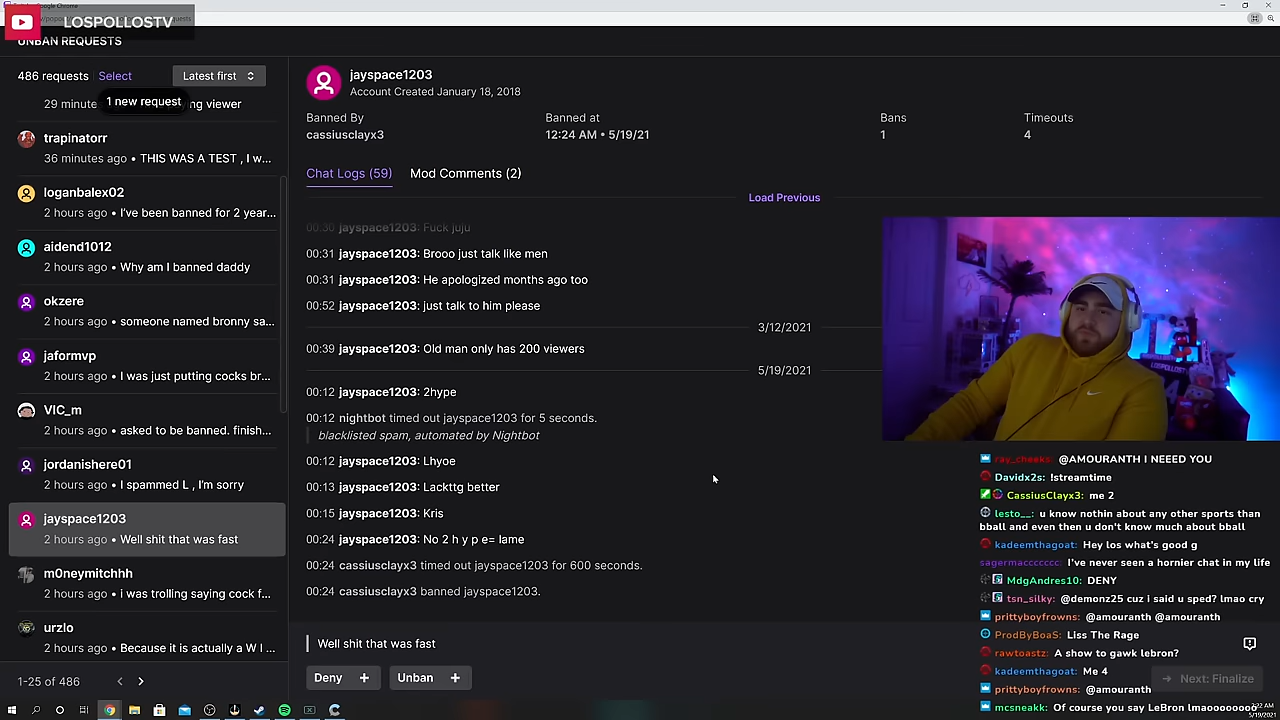 LOSPOLLOSTV
UNBAN REQUESTS
486 requests Select Latest first
29 minute
1 new request
ng viewer
trapinatorr
36 minutes ago • THIS WAS A TEST , I w...
loganbalex02
2 hours ago • I've been banned for 2 year...
aidend1012
2 hours ago • Why am I banned daddy
okzere
2 hours ago • someone named bronny sa...
jaformvp
2 hours ago • I was just putting cocks br...
VIC_m
2 hours ago • asked to be banned. finish...
jordanishere01
2 hours ago • I spammed L , I'm sorry
jayspace1203
2 hours ago • Well shit that was fast
m0neymitchhh
2 hours ago • i was trolling saying cock f...
urzlo
2 hours ago • Because it is actually a W I ...
1-25 of 486
jayspace1203
Account Created January 18, 2018
Banned By Banned at Bans Timeouts
cassiusclayx3 12:24 AM • 5/19/21 1 4
Chat Logs (59) Mod Comments (2)
Load Previous
00:30 jayspace1203: Fuck juju
00:31 jayspace1203: Brooo just talk like men
00:31 jayspace1203: He apologized months ago too
00:52 jayspace1203: just talk to him please
3/12/2021
00:39 jayspace1203: Old man only has 200 viewers
5/19/2021
00:12 jayspace1203: 2hype
00:12 nightbot timed out jayspace1203 for 5 seconds.
blacklisted spam, automated by Nightbot
00:12 jayspace1203: Lhyoe
00:13 jayspace1203: Lackttg better
00:15 jayspace1203: Kris
00:24 jayspace1203: No 2 h y p e= lame
00:24 cassiusclayx3 timed out jayspace1203 for 600 seconds.
00:24 cassiusclayx3 banned jayspace1203.
Well shit that was fast
Deny + Unban +
Next: Finalize
ray_cheeks: @AMOURANTH I NEEED YOU
Davidx2s: !streamtime
CassiusClayx3: me 2
lesto__: u know nothin about any other sports than
bball and even then u don't know much about bball
kadeemthagoat: Hey los what's good g
sagermaccccccc: I've never seen a hornier chat in my life
MdgAndres10: DENY
tsn_silky: @demonz25 cuz i said u sped? lmao cry
prittyboyfrowns: @amouranth @amouranth
ProdByBoaS: Liss The Rage
rawtoastz: A show to gawk lebron?
kadeemthagoat: Me 4
prittyboyfrowns: @amouranth
mcsneakk: Of course you say LeBron lmaooooooo
5/19/2021